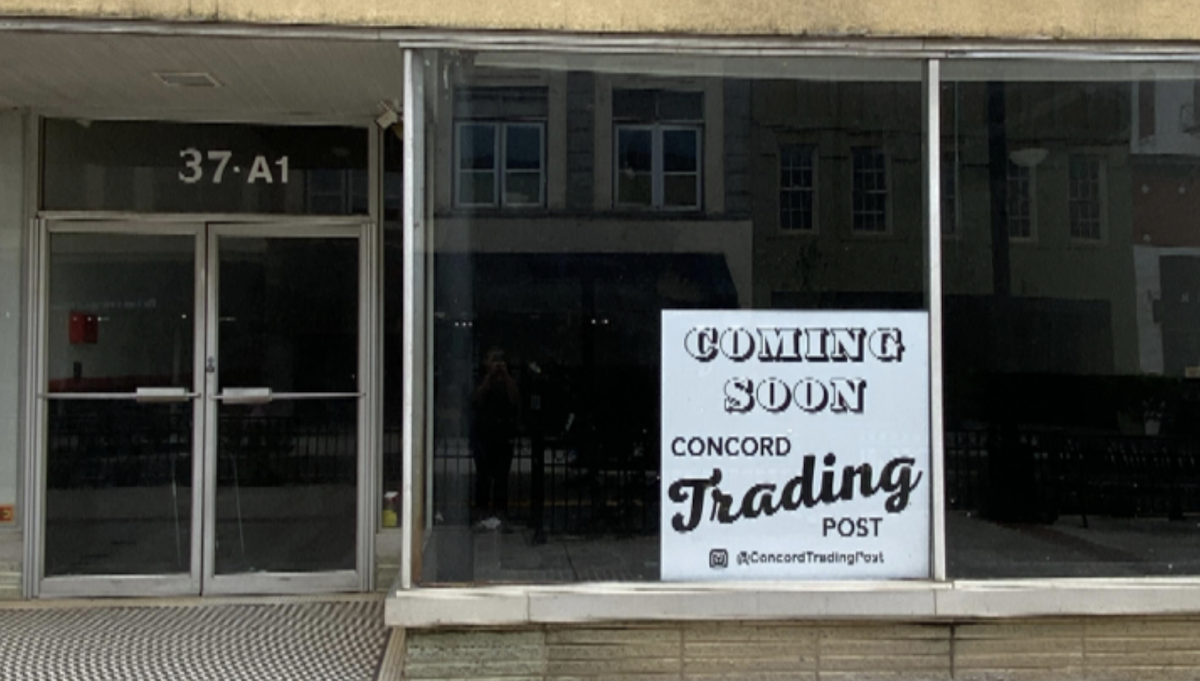 37·A1
COMING
SOON
CONCORD
Trading
POST
@ConcordTradingPost